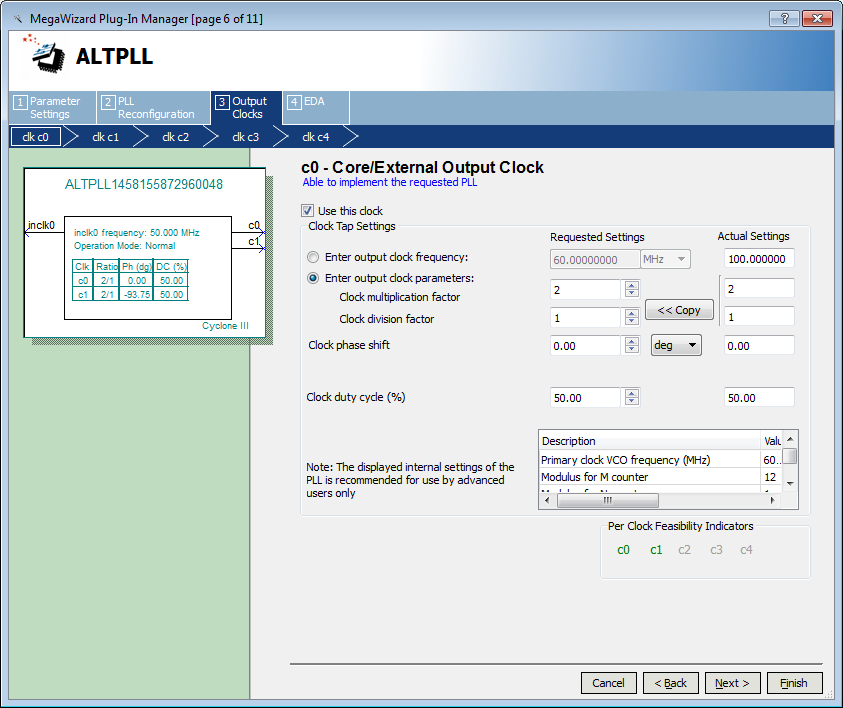 MegaWizard Plug-In Manager [page 6 of 11]
?
ALTPLL
1 Parameter Settings
2 PLL Reconfiguration
3 Output Clocks
4 EDA
clk c0
clk c1
clk c2
clk c3
clk c4
ALTPLL1458155872960048
inclk0
inclk0 frequency: 50.000 MHz
Operation Mode: Normal
Clk Ratio Ph (dg) DC (%)
c0 2/1 0.00 50.00
c1 2/1 -93.75 50.00
c0
c1
Cyclone III
c0 - Core/External Output Clock
Able to implement the requested PLL
Use this clock
Clock Tap Settings
Requested Settings
Actual Settings
Enter output clock frequency:
60.00000000
MHz
100.000000
Enter output clock parameters:
Clock multiplication factor
2
<< Copy
2
Clock division factor
1
1
Clock phase shift
0.00
deg
0.00
Clock duty cycle (%)
50.00
50.00
Note: The displayed internal settings of the
PLL is recommended for use by advanced
users only
Description
Primary clock VCO frequency (MHz) 60...
Modulus for M counter 12
Per Clock Feasibility Indicators
c0 c1 c2 c3 c4
Cancel
< Back
Next >
Finish